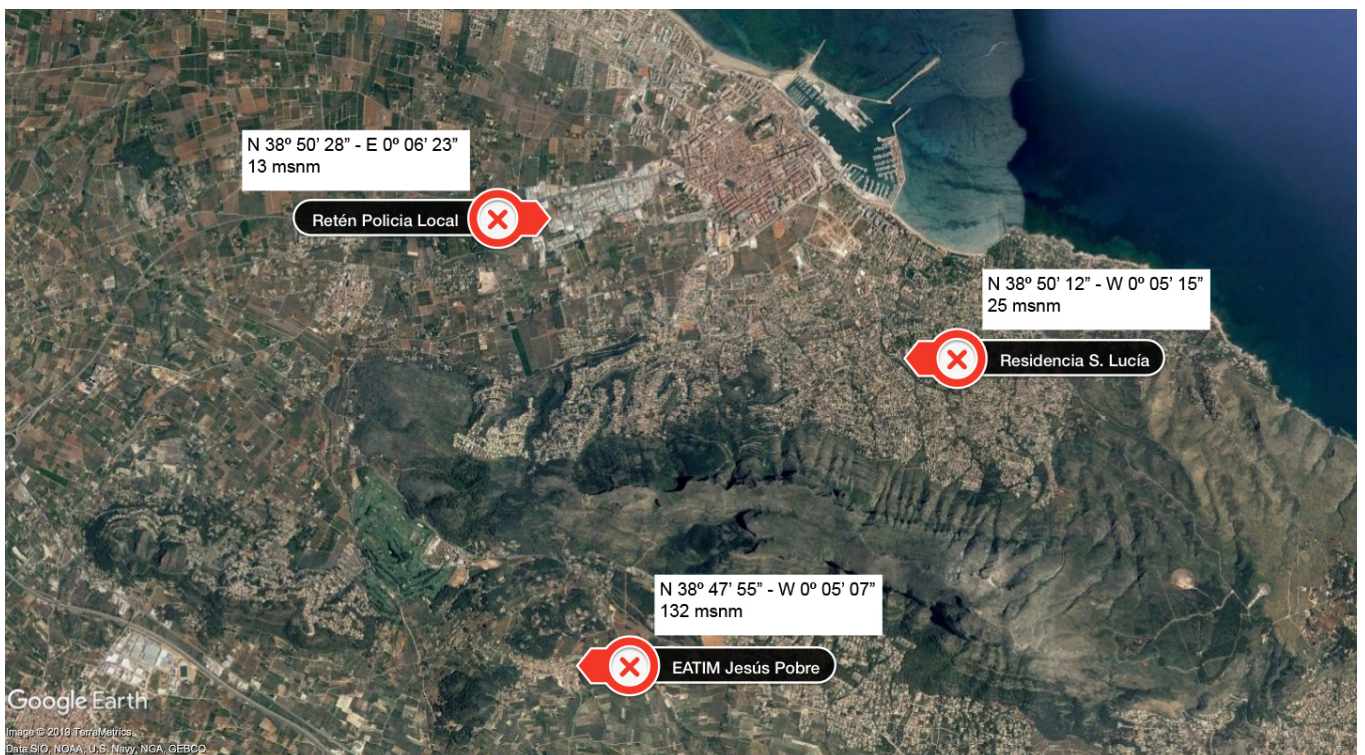 N 38º 50’ 28” - E 0º 06’ 23”
13 msnm
Retén Policia Local
N 38º 50’ 12” - W 0º 05’ 15”
25 msnm
Residencia S. Lucía
N 38º 47’ 55” - W 0º 05’ 07”
132 msnm
EATIM Jesús Pobre
Google Earth
Image © 2019 TerraMetrics
Data SIO, NOAA, U.S. Navy, NGA, GEBCO